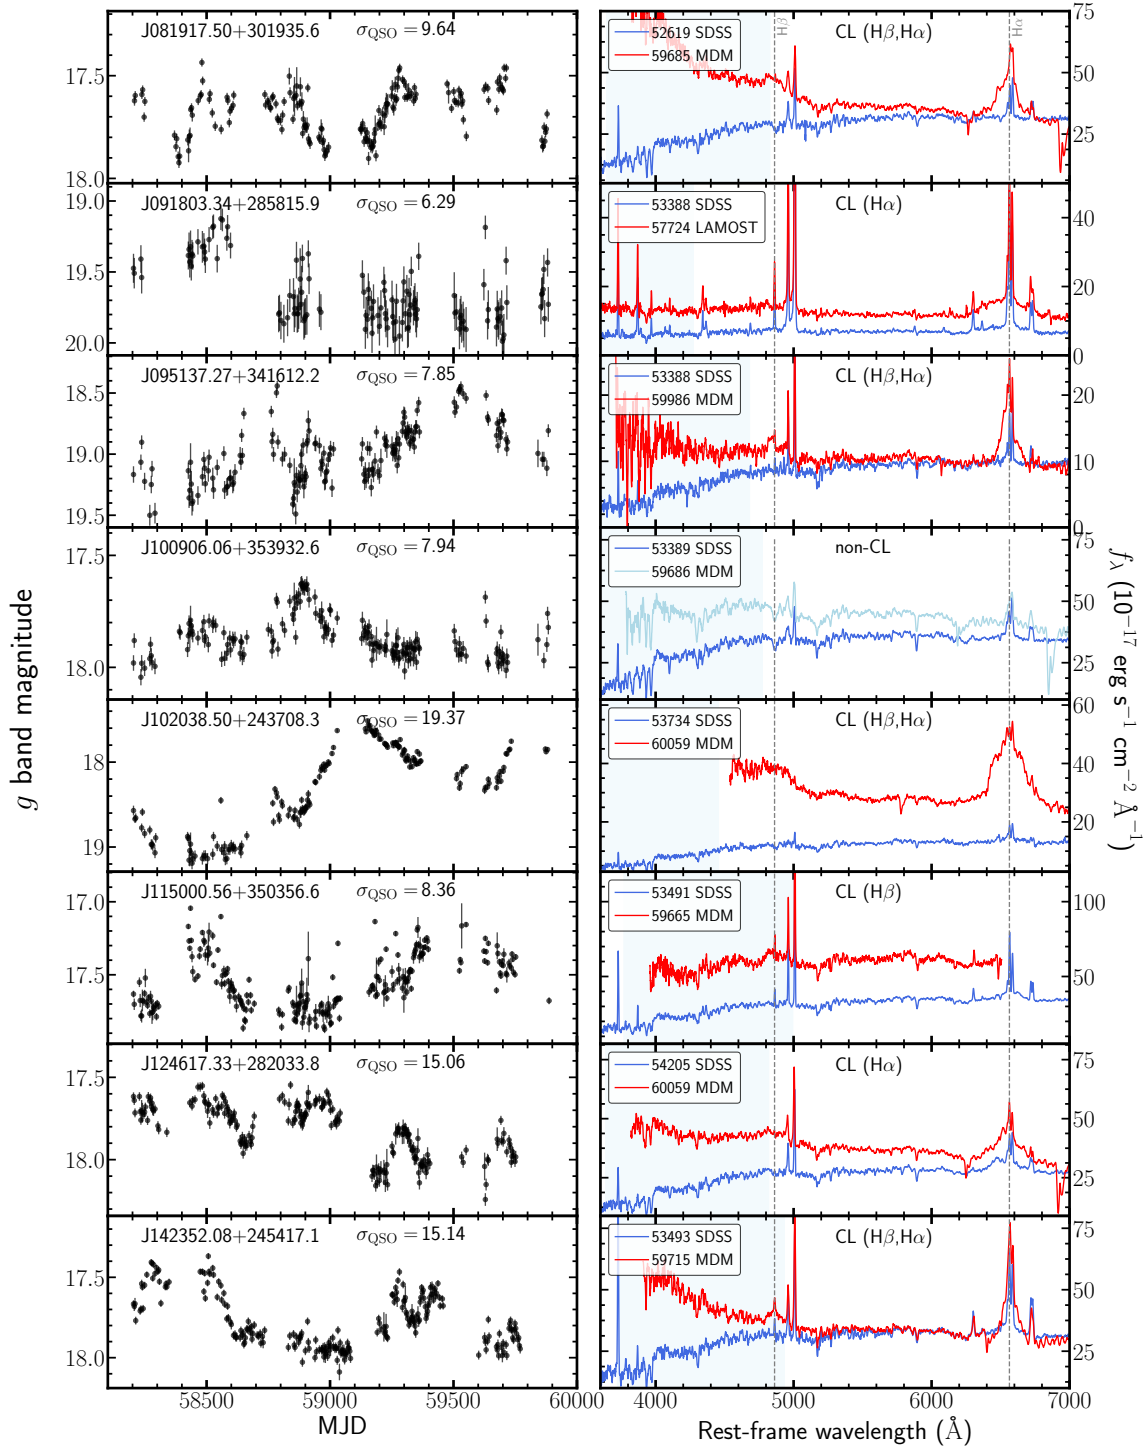 J081917.50+301935.6 σQSO = 9.64
17.5
18.0
52619 SDSS
59685 MDM
CL (Hβ,Hα)
Hβ
Hα
75
50
25
J091803.34+285815.9 σQSO = 6.29
19.0
19.5
20.0
53388 SDSS
57724 LAMOST
CL (Hα)
40
20
0
J095137.27+341612.2 σQSO = 7.85
18.5
19.0
19.5
53388 SDSS
59986 MDM
CL (Hβ,Hα)
20
10
0
J100906.06+353932.6 σQSO = 7.94
17.5
18.0
53389 SDSS
59686 MDM
non-CL
75
50
25
J102038.50+243708.3 σQSO = 19.37
18
19
53734 SDSS
60059 MDM
CL (Hβ,Hα)
60
40
20
J115000.56+350356.6 σQSO = 8.36
17.0
17.5
53491 SDSS
59665 MDM
CL (Hβ)
100
50
J124617.33+282033.8 σQSO = 15.06
17.5
18.0
54205 SDSS
60059 MDM
CL (Hα)
75
50
25
J142352.08+245417.1 σQSO = 15.14
17.5
18.0
53493 SDSS
59715 MDM
CL (Hβ,Hα)
75
50
25
58500 59000 59500 60000
4000 5000 6000 7000
MJD
Rest-frame wavelength (Å)
g band magnitude
fλ (10−17 erg s−1 cm−2 Å−1)